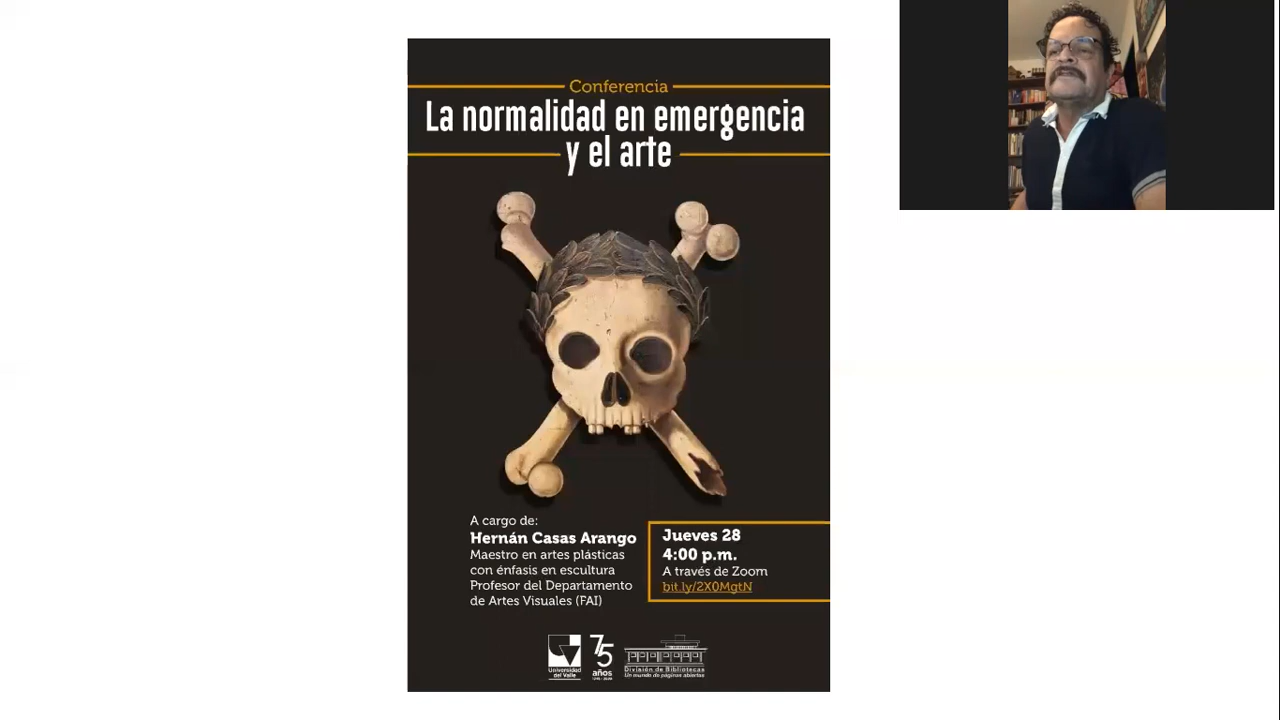 Conferencia
La normalidad en emergencia
y el arte
A cargo de:
Hernán Casas Arango
Maestro en artes plásticas
con énfasis en escultura
Profesor del Departamento
de Artes Visuales (FAI)
Jueves 28
4:00 p.m.
A través de Zoom
bit.ly/2X0MgtN
Universidad
del Valle
75
años
División de Bibliotecas
Un mundo de páginas abiertas